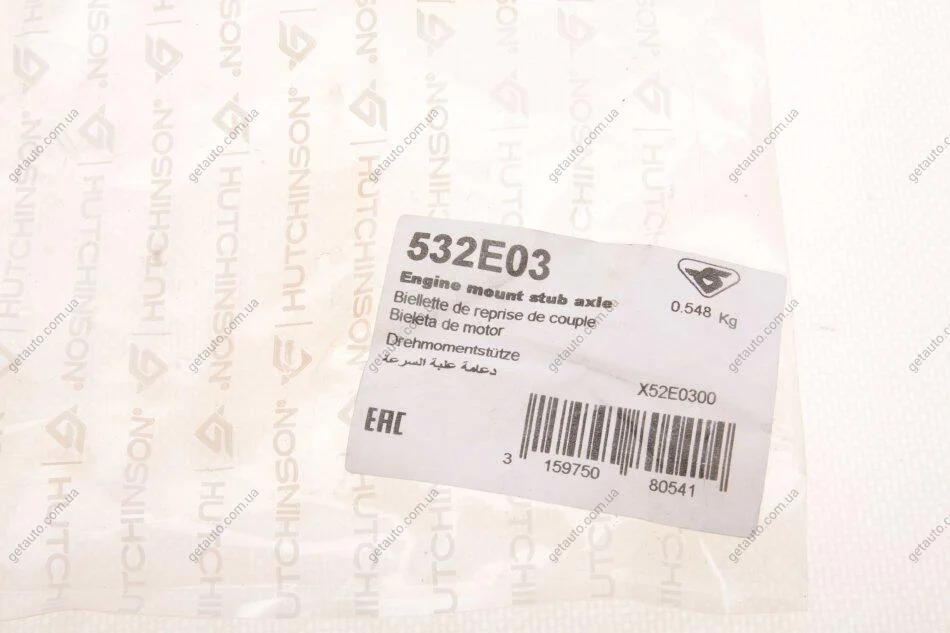 532E03
Engine mount stub axle
Biellette de reprise de couple
Bieleta de motor
Drehmomentstütze
دعامة علبة السرعة
0.548 Kg
X52E0300
EAC
3 159750 80541
HUTCHINSON
getauto.com.ua